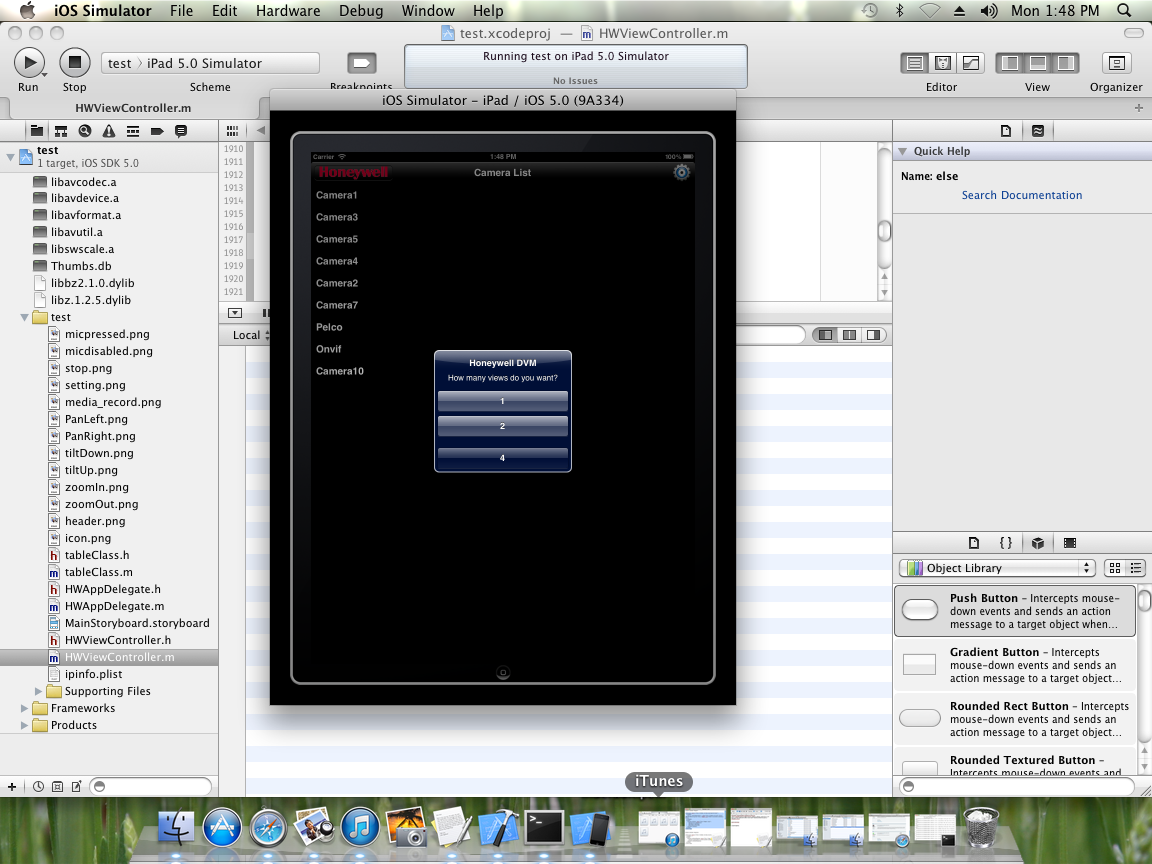 iOS Simulator File Edit Hardware Debug Window Help Mon 1:48 PM
test.xcodeproj — HWViewController.m
test iPad 5.0 Simulator
Running test on iPad 5.0 Simulator
No Issues
Run Stop Scheme Breakpoints Editor View Organizer
HWViewController.m
iOS Simulator – iPad / iOS 5.0 (9A334)
test
1 target, iOS SDK 5.0
libavcodec.a
libavdevice.a
libavformat.a
libavutil.a
libswscale.a
Thumbs.db
libbz2.1.0.dylib
libz.1.2.5.dylib
test
micpressed.png
micdisabled.png
stop.png
setting.png
media_record.png
PanLeft.png
PanRight.png
tiltDown.png
tiltUp.png
zoomIn.png
zoomOut.png
header.png
icon.png
tableClass.h
tableClass.m
HWAppDelegate.h
HWAppDelegate.m
MainStoryboard.storyboard
HWViewController.h
HWViewController.m
ipinfo.plist
Supporting Files
Frameworks
Products
1910
1911
1912
1913
1914
1915
1916
1917
1918
1919
1920
1921
Local
Carrier 1:48 PM 100%
Honeywell Camera List
Camera1
Camera3
Camera5
Camera4
Camera2
Camera7
Pelco
Onvif
Camera10
Honeywell DVM
How many views do you want?
1
2
4
Quick Help
Name: else
Search Documentation
{ }
Object Library
Push Button – Intercepts mouse-
down events and sends an action
message to a target object when...
Gradient Button – Intercepts
mouse-down events and sends an
action message to a target object...
Rounded Rect Button – Intercepts
mouse-down events and sends an
action message to a target object...
Rounded Textured Button –
Intercepts mouse-down events and
iTunes